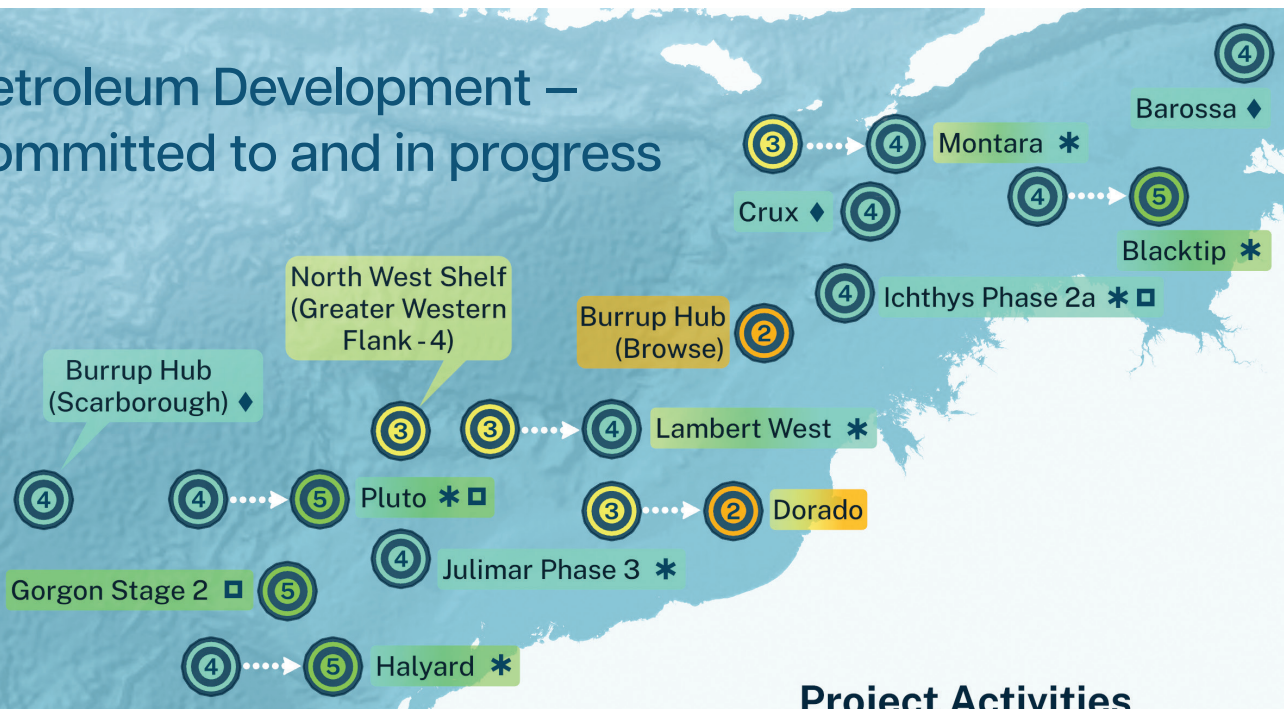 etroleum Development –
ommitted to and in progress
4
Barossa ♦
3
4
Montara *
Crux ♦
4
4
5
Blacktip *
4
Ichthys Phase 2a * □
North West Shelf
(Greater Western
Flank - 4)
Burrup Hub
(Browse)
2
Burrup Hub
(Scarborough) ♦
3
3
4
Lambert West *
4
4
5
Pluto * □
3
2
Dorado
4
Julimar Phase 3 *
Gorgon Stage 2 □
5
4
5
Halyard *
Project Activities